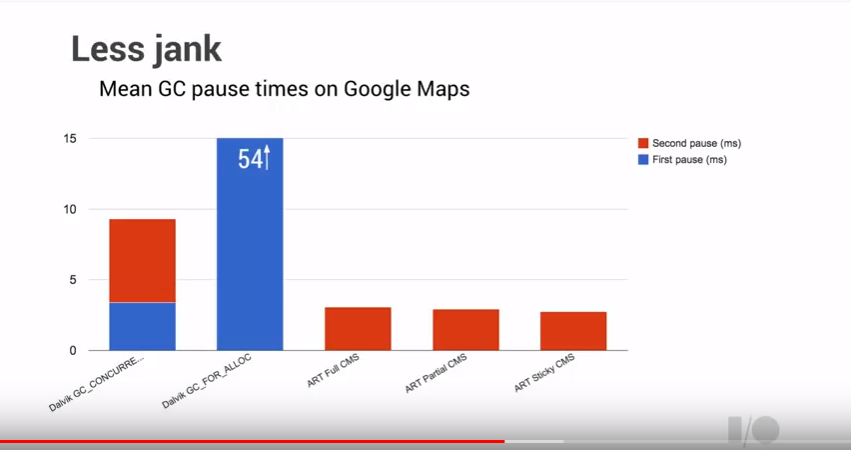 Less jank
Mean GC pause times on Google Maps
15
10
5
0
54↑
Second pause (ms)
First pause (ms)
Dalvik GC_CONCURRE...
Dalvik GC_FOR_ALLOC
ART Full CMS
ART Partial CMS
ART Sticky CMS
I/O